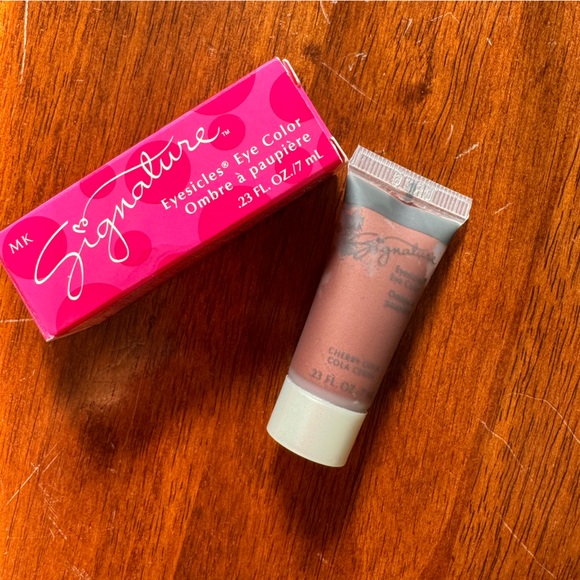 MK
Signature™
Eyesicles® Eye Color
Ombre à paupière
.23 FL. OZ./7 mL
Signature
CHERRY
COLA
.23 FL. OZ.